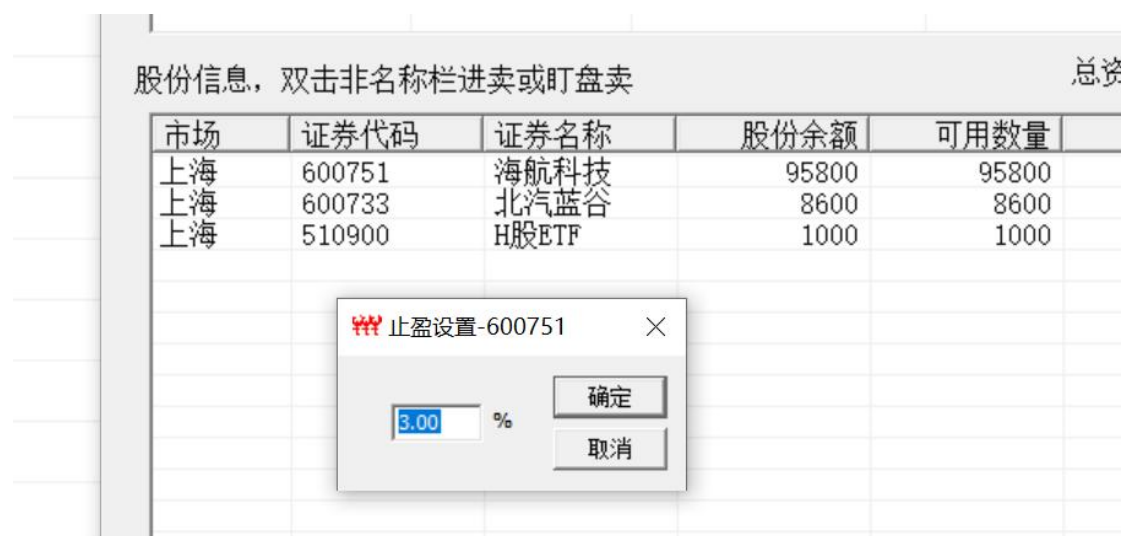 股份信息，双击非名称栏进卖或盯盘卖
总资
市场 证券代码 证券名称 股份余额 可用数量
上海 600751 海航科技 95800 95800
上海 600733 北汽蓝谷 8600 8600
上海 510900 H股ETF 1000 1000
止盈设置-600751
3.00 %
确定
取消